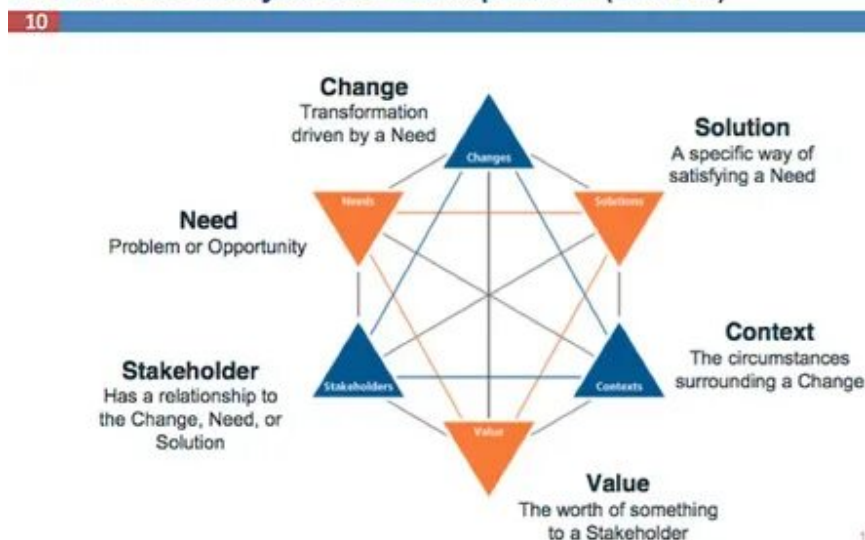 10
Change
Transformation
driven by a Need
Changes
Solution
A specific way of
satisfying a Need
Needs
Solutions
Need
Problem or Opportunity
Stakeholder
Has a relationship to
the Change, Need, or
Solution
Stakeholders
Contexts
Context
The circumstances
surrounding a Change
Value
Value
The worth of something
to a Stakeholder